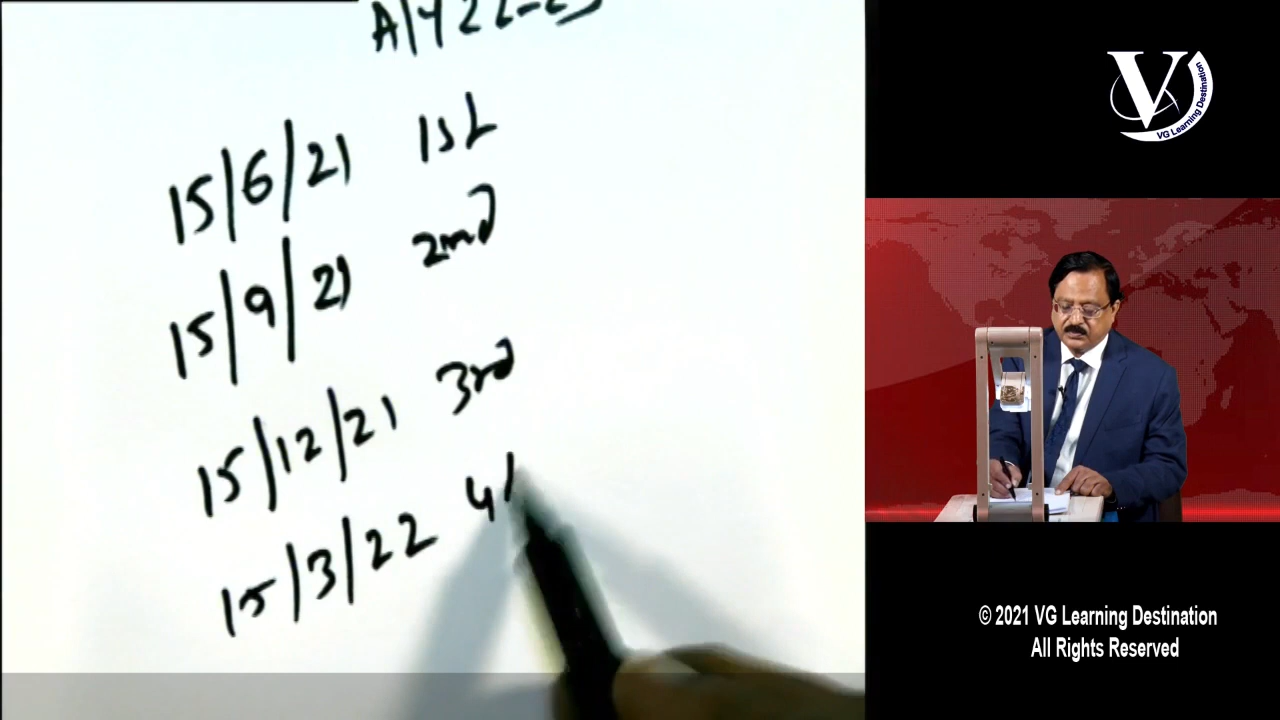 A/Y 22-23
15/6/21 1st
15/9/21 2nd
15/12/21 3rd
15/3/22 4
V
VG Learning Destination
© 2021 VG Learning Destination
All Rights Reserved